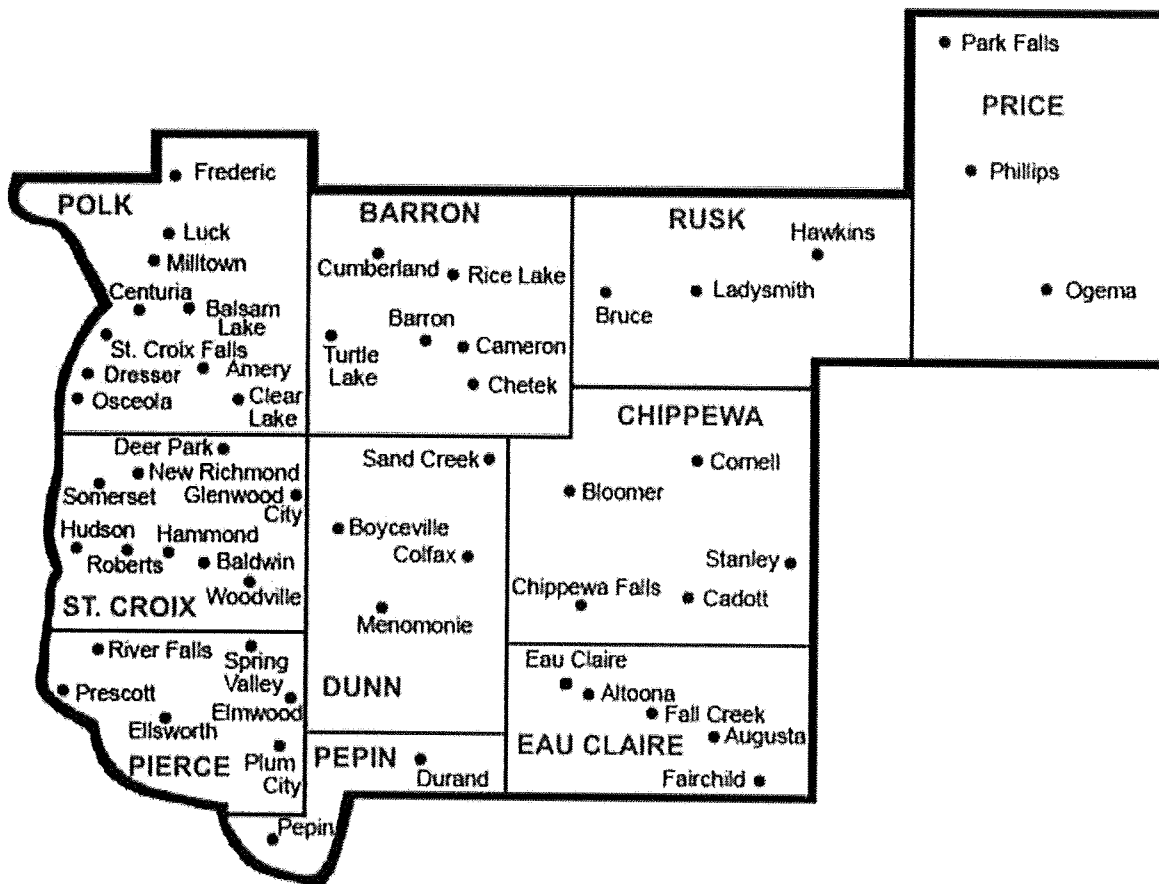 Park Falls
PRICE
Phillips
Ogema
Frederic
POLK
Luck
Milltown
Centuria
Balsam
Lake
St. Croix Falls
Dresser
Amery
Osceola
Clear
Lake
BARRON
Cumberland
Rice Lake
Barron
Turtle
Lake
Cameron
Chetek
RUSK
Hawkins
Bruce
Ladysmith
Deer Park
New Richmond
Somerset
Glenwood
City
Hudson
Hammond
Roberts
Baldwin
Woodville
ST. CROIX
Sand Creek
Boyceville
Colfax
Menomonie
DUNN
CHIPPEWA
Cornell
Bloomer
Stanley
Chippewa Falls
Cadott
River Falls
Spring
Valley
Prescott
Elmwood
Ellsworth
PIERCE
Plum
City
PEPIN
Durand
Pepin
Eau Claire
Altoona
Fall Creek
Augusta
EAU CLAIRE
Fairchild